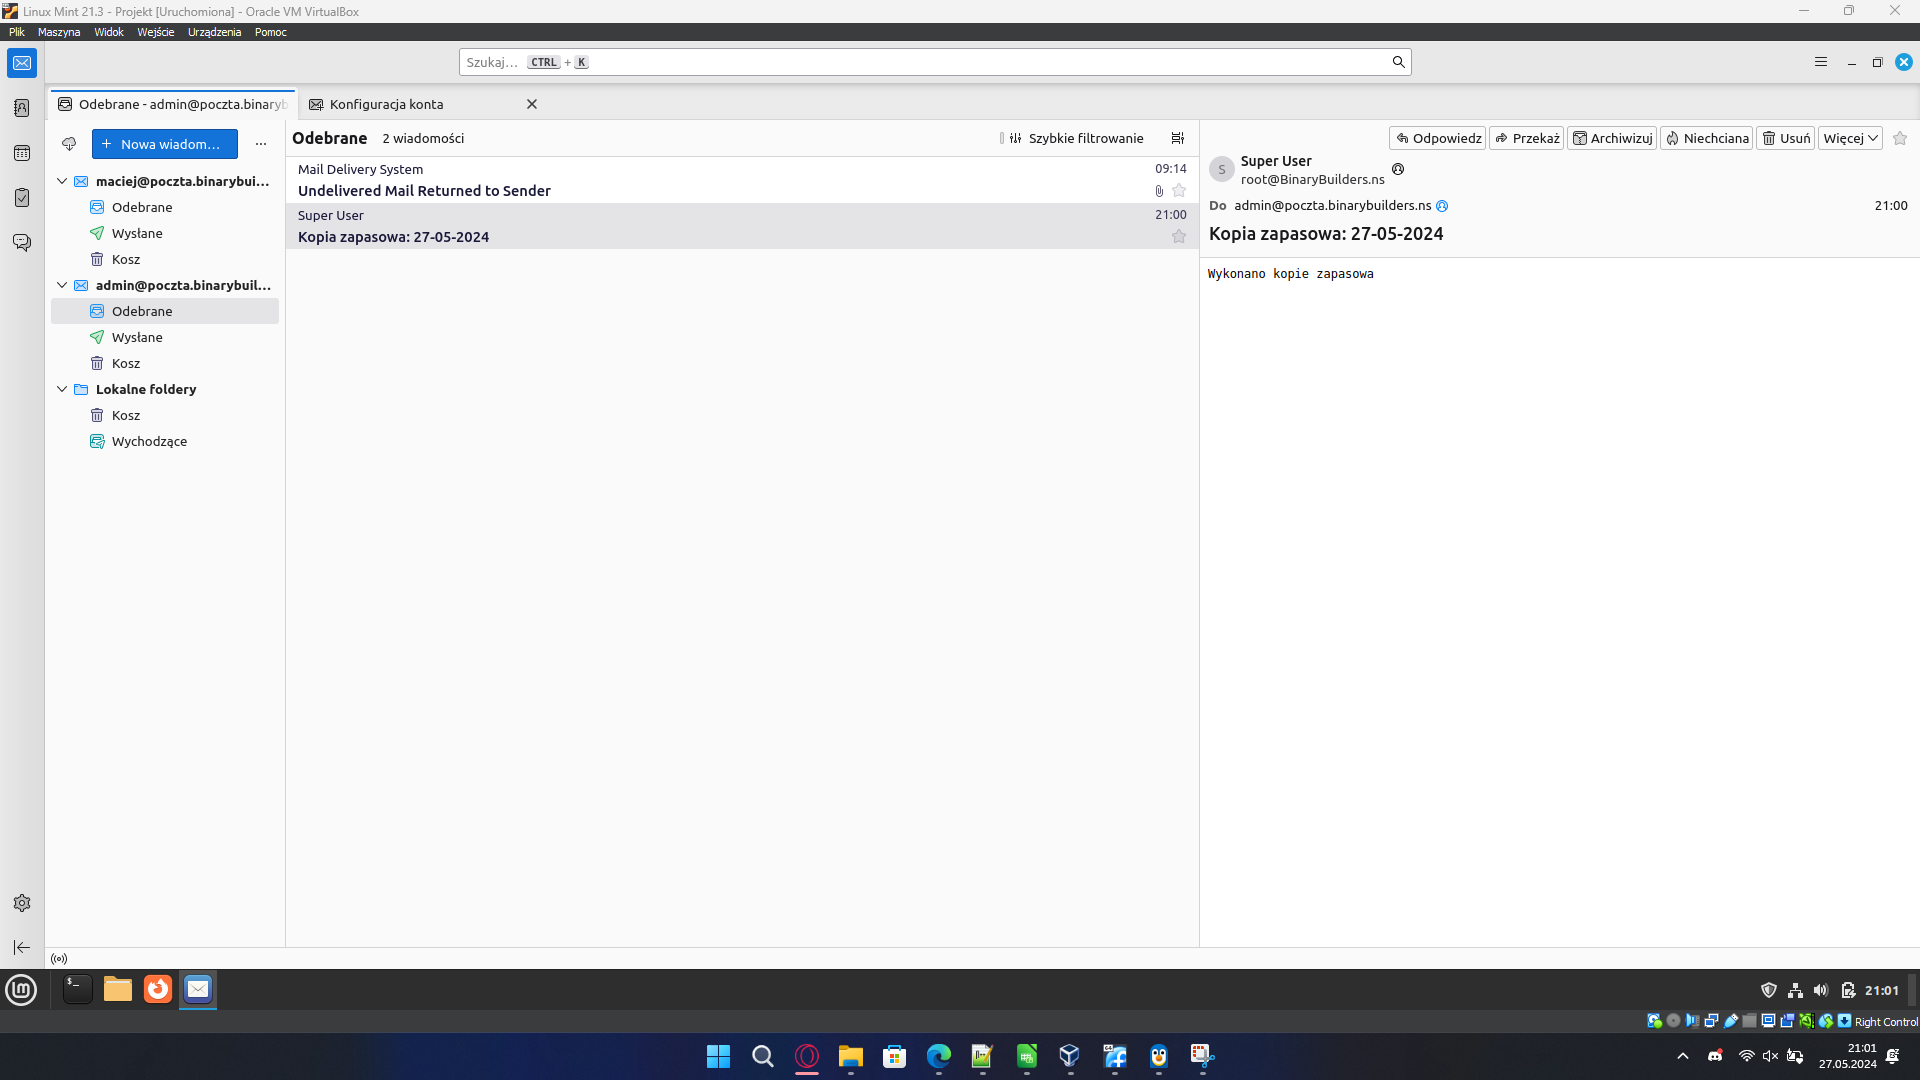 Linux Mint 21.3 - Projekt [Uruchomiona] - Oracle VM VirtualBox
Plik Maszyna Widok Wejście Urządzenia Pomoc
Szukaj… CTRL + K
Odebrane - admin@poczta.binaryb
Konfiguracja konta
Nowa wiadom…
maciej@poczta.binarybui…
Odebrane
Wysłane
Kosz
admin@poczta.binarybuil…
Odebrane
Wysłane
Kosz
Lokalne foldery
Kosz
Wychodzące
Odebrane 2 wiadomości Szybkie filtrowanie
Mail Delivery System 09:14
Undelivered Mail Returned to Sender
Super User 21:00
Kopia zapasowa: 27-05-2024
Odpowiedz Przekaż Archiwizuj Niechciana Usuń Więcej
S
Super User
root@BinaryBuilders.ns
Do admin@poczta.binarybuilders.ns 21:00
Kopia zapasowa: 27-05-2024
Wykonano kopie zapasowa
$_
21:01
Right Control
21:01
27.05.2024